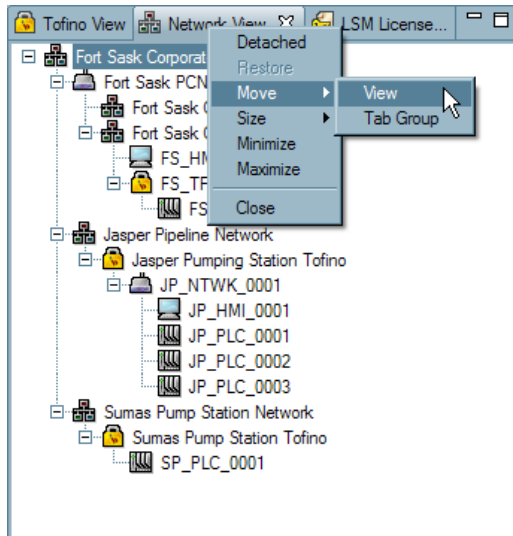 Tofino View Network View LSM License...
Detached
Fort Sask Corporat
Restore
Fort Sask PCN
Move View
Fort Sask
Size Tab Group
Fort Sask
Minimize
FS_HM
Maximize
FS_TF
FS
Close
Jasper Pipeline Network
Jasper Pumping Station Tofino
JP_NTWK_0001
JP_HMI_0001
JP_PLC_0001
JP_PLC_0002
JP_PLC_0003
Sumas Pump Station Network
Sumas Pump Station Tofino
SP_PLC_0001